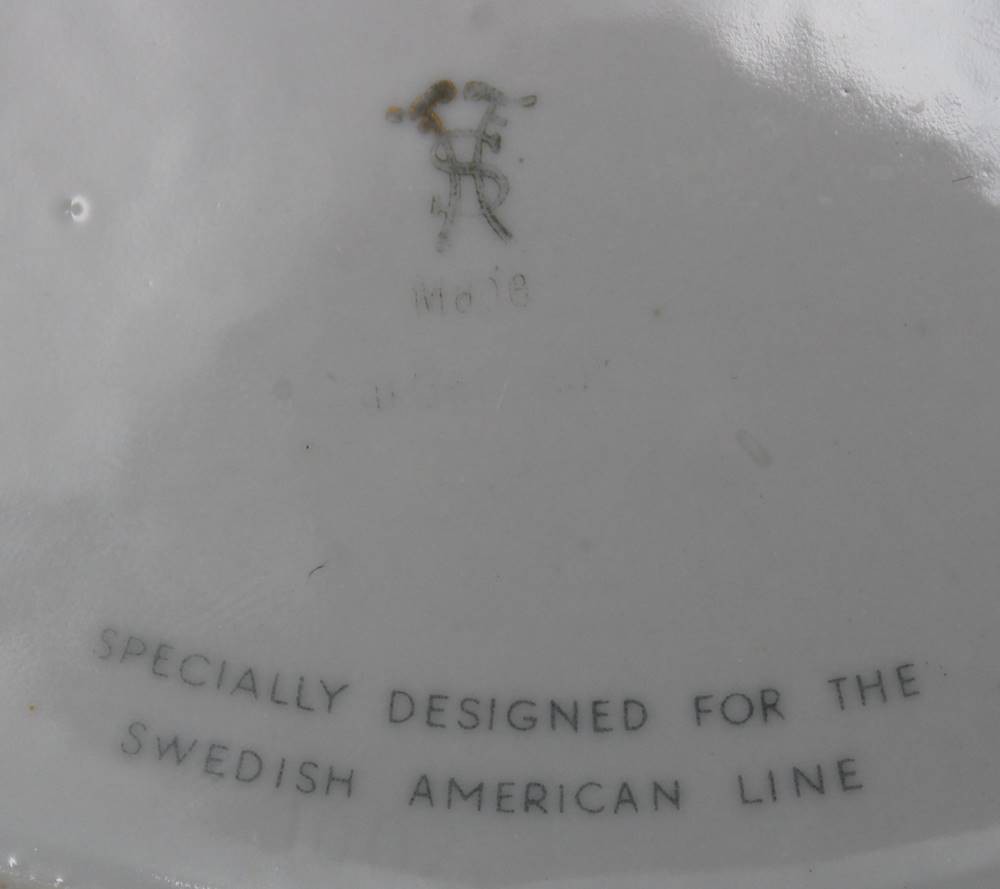 SPECIALLY DESIGNED FOR THE
SWEDISH AMERICAN LINE